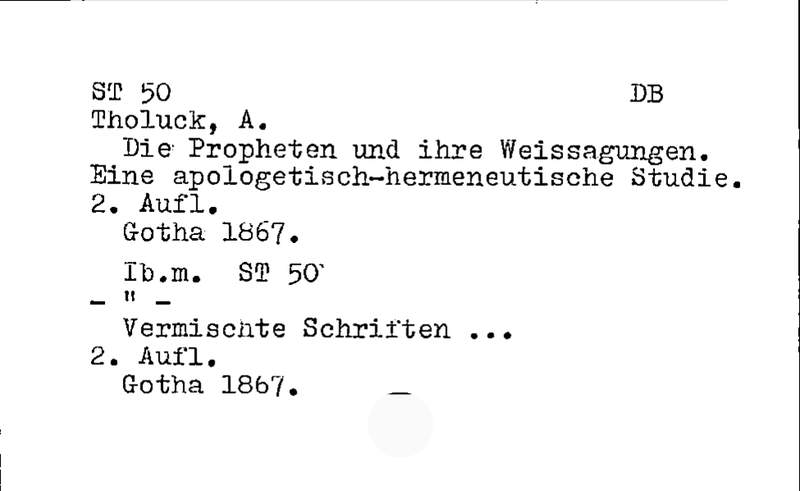 ST 50 DB
Tholuck, A.
Die Propheten und ihre Weissagungen.
Eine apologetisch-hermeneutische Studie.
2. Aufl.
Gotha 1867.
Ib.m. ST 50
– " –
Vermischte Schriften ...
2. Aufl.
Gotha 1867.